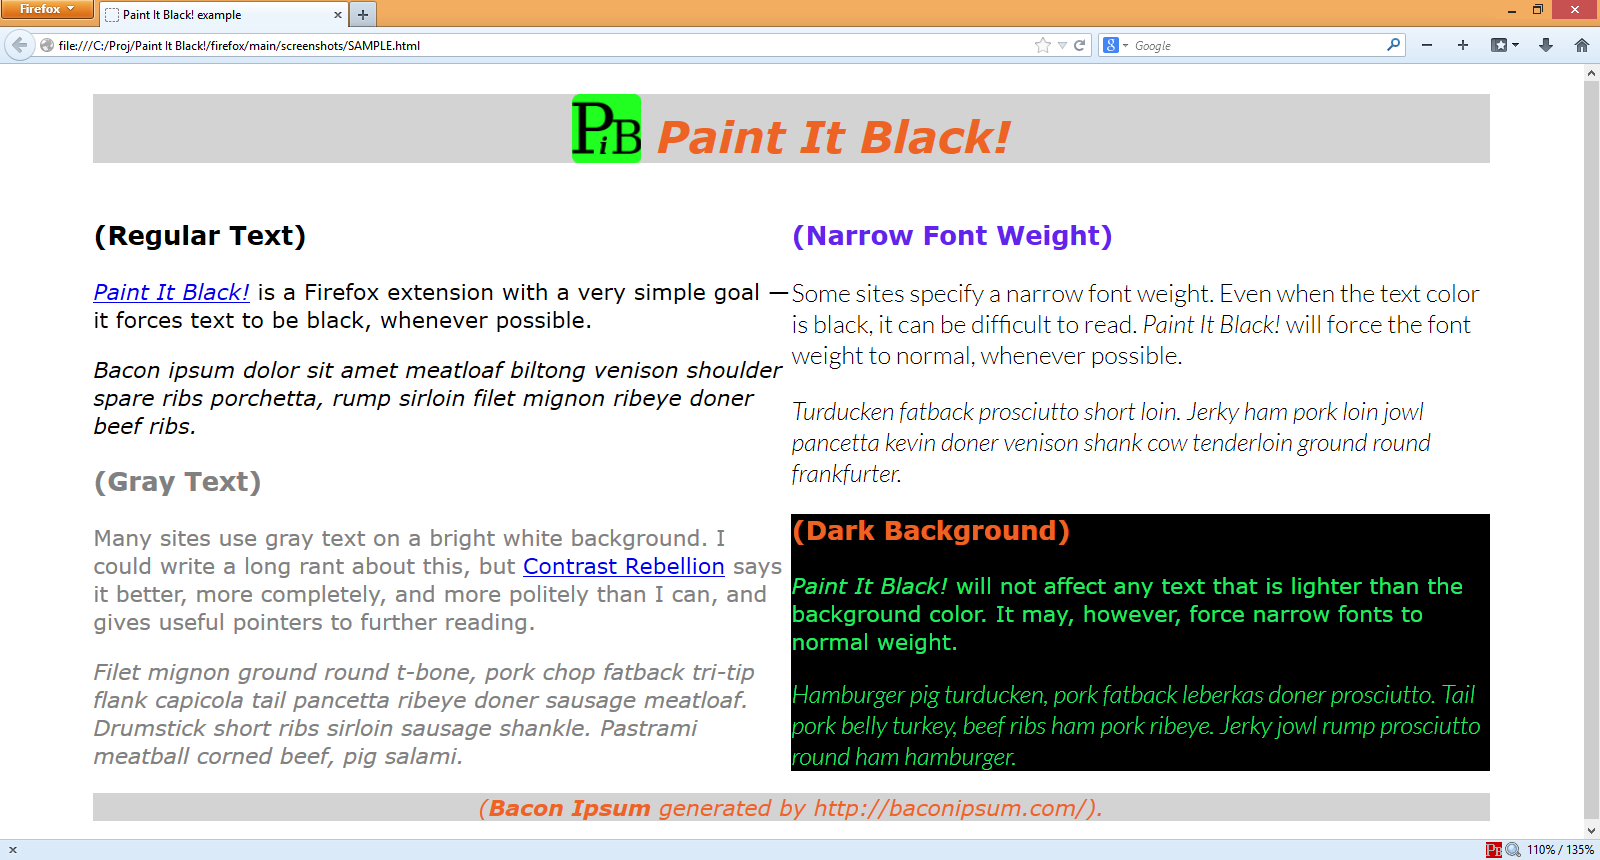 Firefox
Paint It Black! example
file:///C:/Proj/Paint It Black!/firefox/main/screenshots/SAMPLE.html
8
Google
PiB Paint It Black!
(Regular Text)
Paint It Black! is a Firefox extension with a very simple goal —
it forces text to be black, whenever possible.
Bacon ipsum dolor sit amet meatloaf biltong venison shoulder
spare ribs porchetta, rump sirloin filet mignon ribeye doner
beef ribs.
(Gray Text)
Many sites use gray text on a bright white background. I
could write a long rant about this, but Contrast Rebellion says
it better, more completely, and more politely than I can, and
gives useful pointers to further reading.
Filet mignon ground round t-bone, pork chop fatback tri-tip
flank capicola tail pancetta ribeye doner sausage meatloaf.
Drumstick short ribs sirloin sausage shankle. Pastrami
meatball corned beef, pig salami.
(Narrow Font Weight)
Some sites specify a narrow font weight. Even when the text color
is black, it can be difficult to read. Paint It Black! will force the font
weight to normal, whenever possible.
Turducken fatback prosciutto short loin. Jerky ham pork loin jowl
pancetta kevin doner venison shank cow tenderloin ground round
frankfurter.
(Dark Background)
Paint It Black! will not affect any text that is lighter than the
background color. It may, however, force narrow fonts to
normal weight.
Hamburger pig turducken, pork fatback leberkas doner prosciutto. Tail
pork belly turkey, beef ribs ham pork ribeye. Jerky jowl rump prosciutto
round ham hamburger.
(Bacon Ipsum generated by http://baconipsum.com/).
PB
110% / 135%